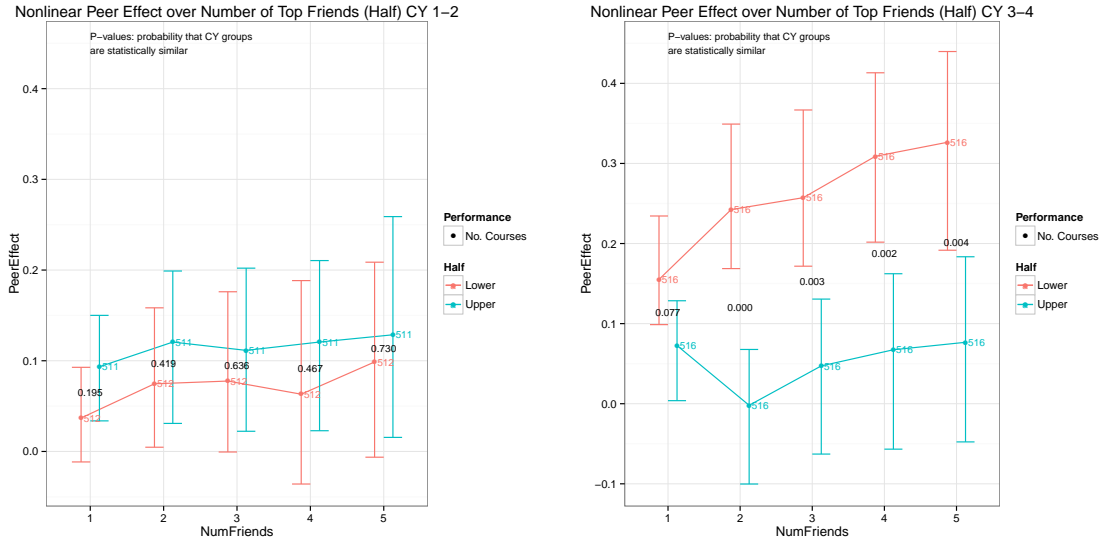 Nonlinear Peer Effect over Number of Top Friends (Half) CY 1−2
P−values: probability that CY groups
are statistically similar
PeerEffect
0.4
0.3
0.2
0.1
0.0
511
511
511
511
511
512
512
512
512
512
0.195
0.419
0.636
0.467
0.730
1
2
3
4
5
NumFriends
Performance
No. Courses
Half
Lower
Upper
Nonlinear Peer Effect over Number of Top Friends (Half) CY 3−4
P−values: probability that CY groups
are statistically similar
PeerEffect
0.4
0.3
0.2
0.1
0.0
−0.1
516
516
516
516
516
0.077
0.000
0.003
0.002
0.004
516
516
516
516
516
1
2
3
4
5
NumFriends
Performance
No. Courses
Half
Lower
Upper